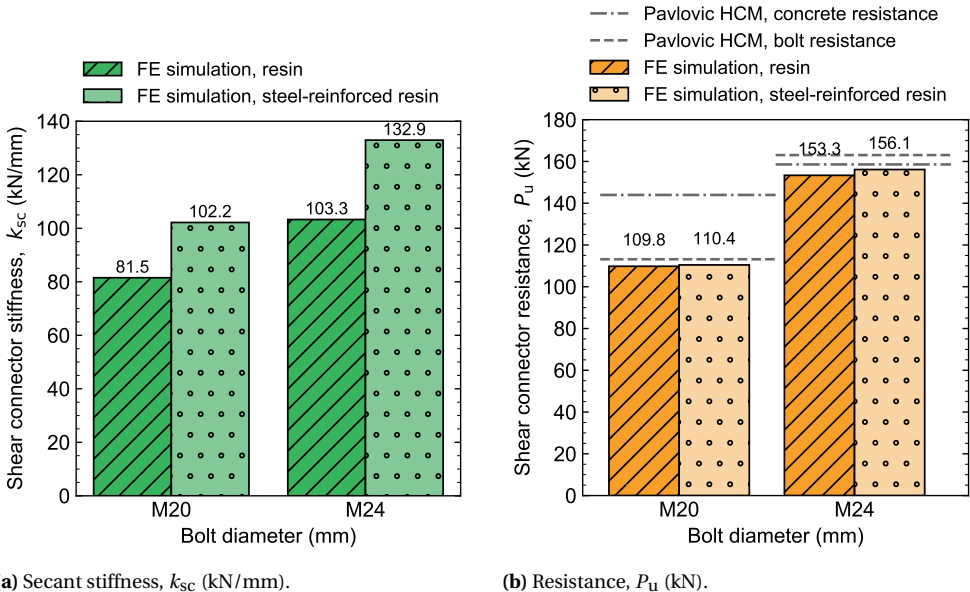 FE simulation, resin
FE simulation, steel-reinforced resin
140
120
100
80
60
40
20
0
Shear connector stiffness, ksc (kN/mm)
81.5
102.2
103.3
132.9
M20
M24
Bolt diameter (mm)
a) Secant stiffness, ksc (kN/mm).
Pavlovic HCM, concrete resistance
Pavlovic HCM, bolt resistance
FE simulation, resin
FE simulation, steel-reinforced resin
180
160
140
120
100
80
60
40
20
0
Shear connector resistance, Pu (kN)
109.8
110.4
153.3
156.1
M20
M24
Bolt diameter (mm)
(b) Resistance, Pu (kN).